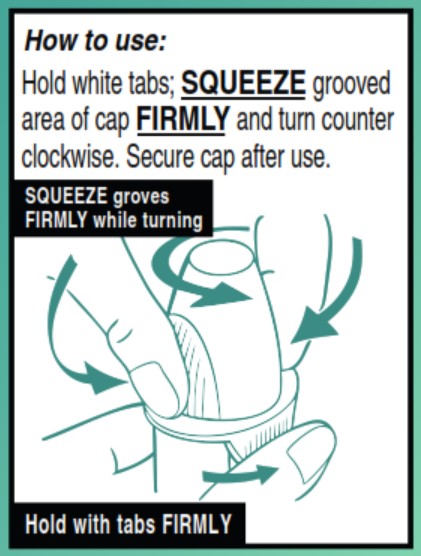 How to use:
Hold white tabs; SQUEEZE grooved
area of cap FIRMLY and turn counter
clockwise. Secure cap after use.
SQUEEZE groves
FIRMLY while turning
Hold with tabs FIRMLY